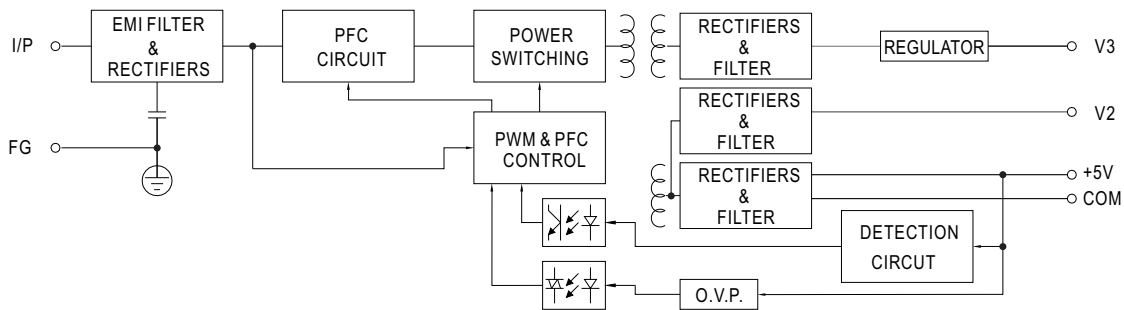 I/P
EMI FILTER
&
RECTIFIERS
PFC
CIRCUIT
POWER
SWITCHING
RECTIFIERS
&
FILTER
REGULATOR
V3
RECTIFIERS
&
FILTER
V2
FG
PWM & PFC
CONTROL
RECTIFIERS
&
FILTER
+5V
COM
DETECTION
CIRCUT
O.V.P.